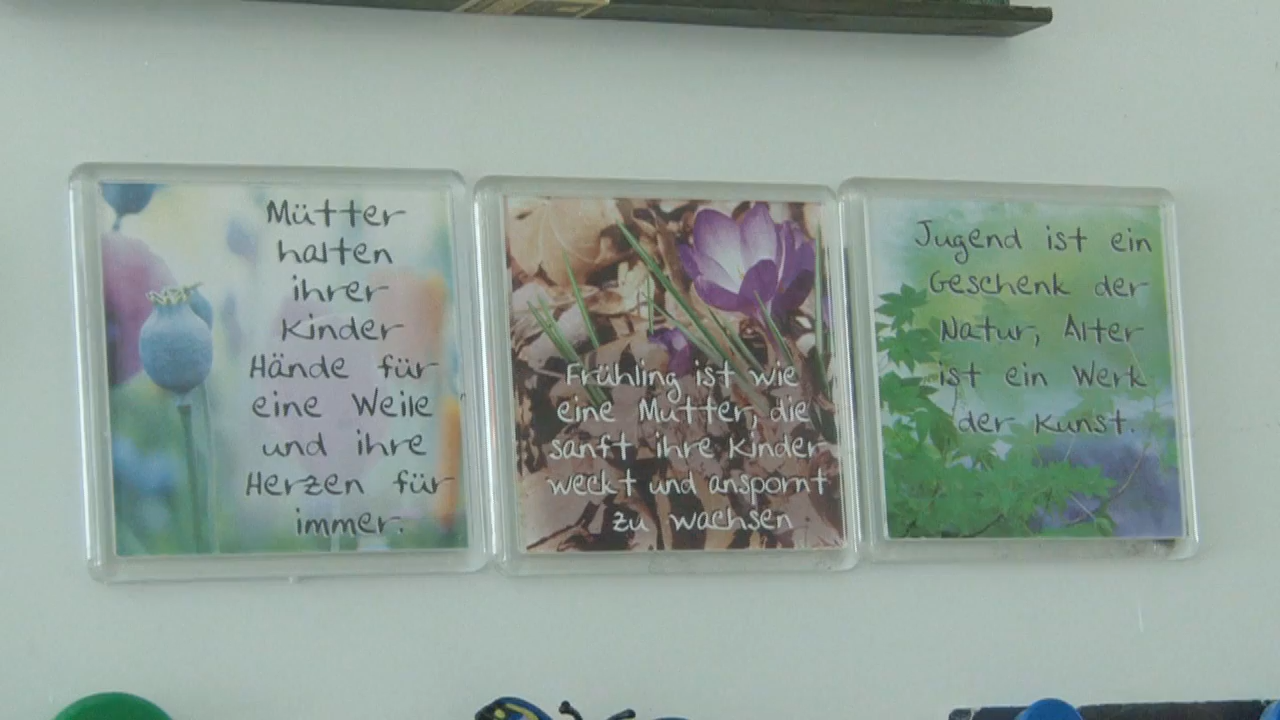 Mütter
halten
ihrer
Kinder
Hände für
eine Weile
und ihre
Herzen für
immer.
Frühling ist wie
eine Mutter, die
sanft ihre Kinder
weckt und anspornt
zu wachsen
Jugend ist ein
Geschenk der
Natur, Alter
ist ein Werk
der Kunst.